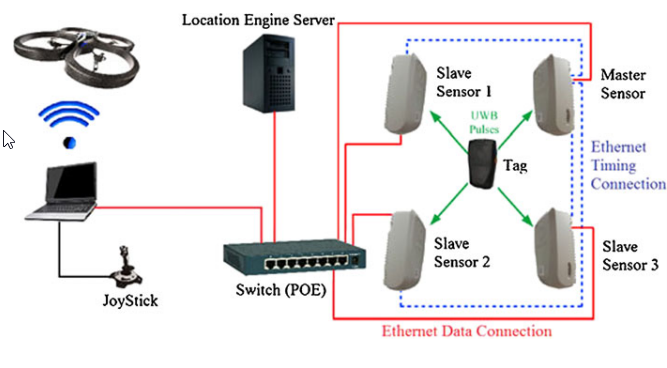 Location Engine Server
Slave
Sensor 1
Master
Sensor
UWB
Pulses
Tag
Ethernet
Timing
Connection
Slave
Sensor 2
Slave
Sensor 3
Switch (POE)
JoyStick
Ethernet Data Connection